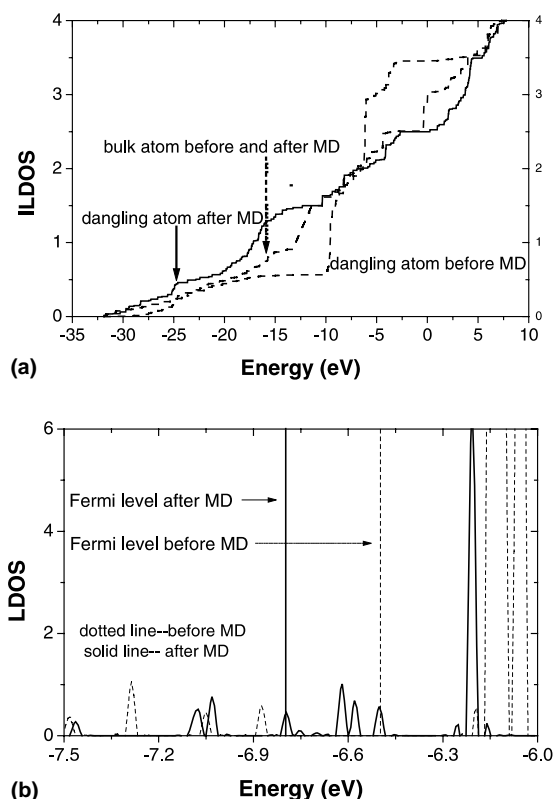 4
3
2
1
0
ILDOS
4
3
2
1
0
bulk atom before and after MD
dangling atom after MD
dangling atom before MD
-35 -30 -25 -20 -15 -10 -5 0 5 10
Energy (eV)
(a)
6
4
2
0
LDOS
Fermi level after MD
Fermi level before MD
dotted line--before MD
solid line-- after MD
-7.5 -7.2 -6.9 -6.6 -6.3 -6.0
Energy (eV)
(b)